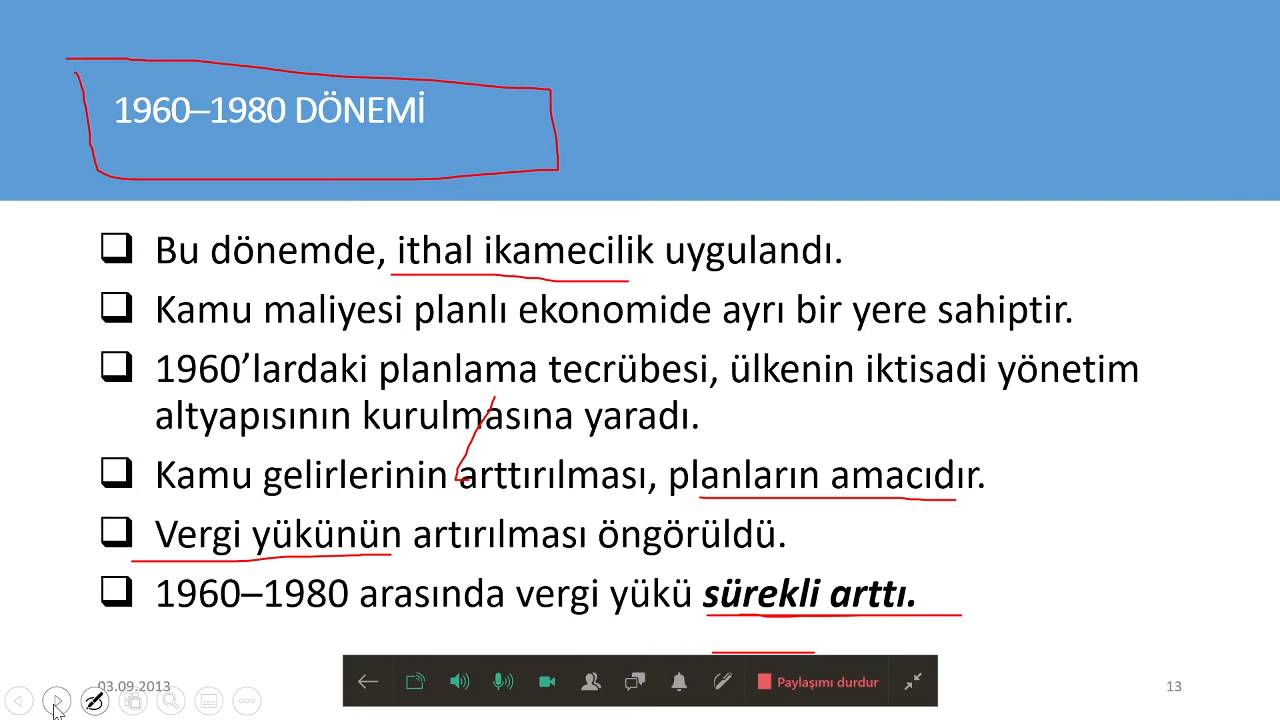 1960–1980 DÖNEMİ
Bu dönemde, ithal ikamecilik uygulandı.
Kamu maliyesi planlı ekonomide ayrı bir yere sahiptir.
1960’lardaki planlama tecrübesi, ülkenin iktisadi yönetim
altyapısının kurulmasına yaradı.
Kamu gelirlerinin arttırılması, planların amacıdır.
Vergi yükünün artırılması öngörüldü.
1960–1980 arasında vergi yükü sürekli arttı.
Paylaşımı durdur
03.09.2013
13